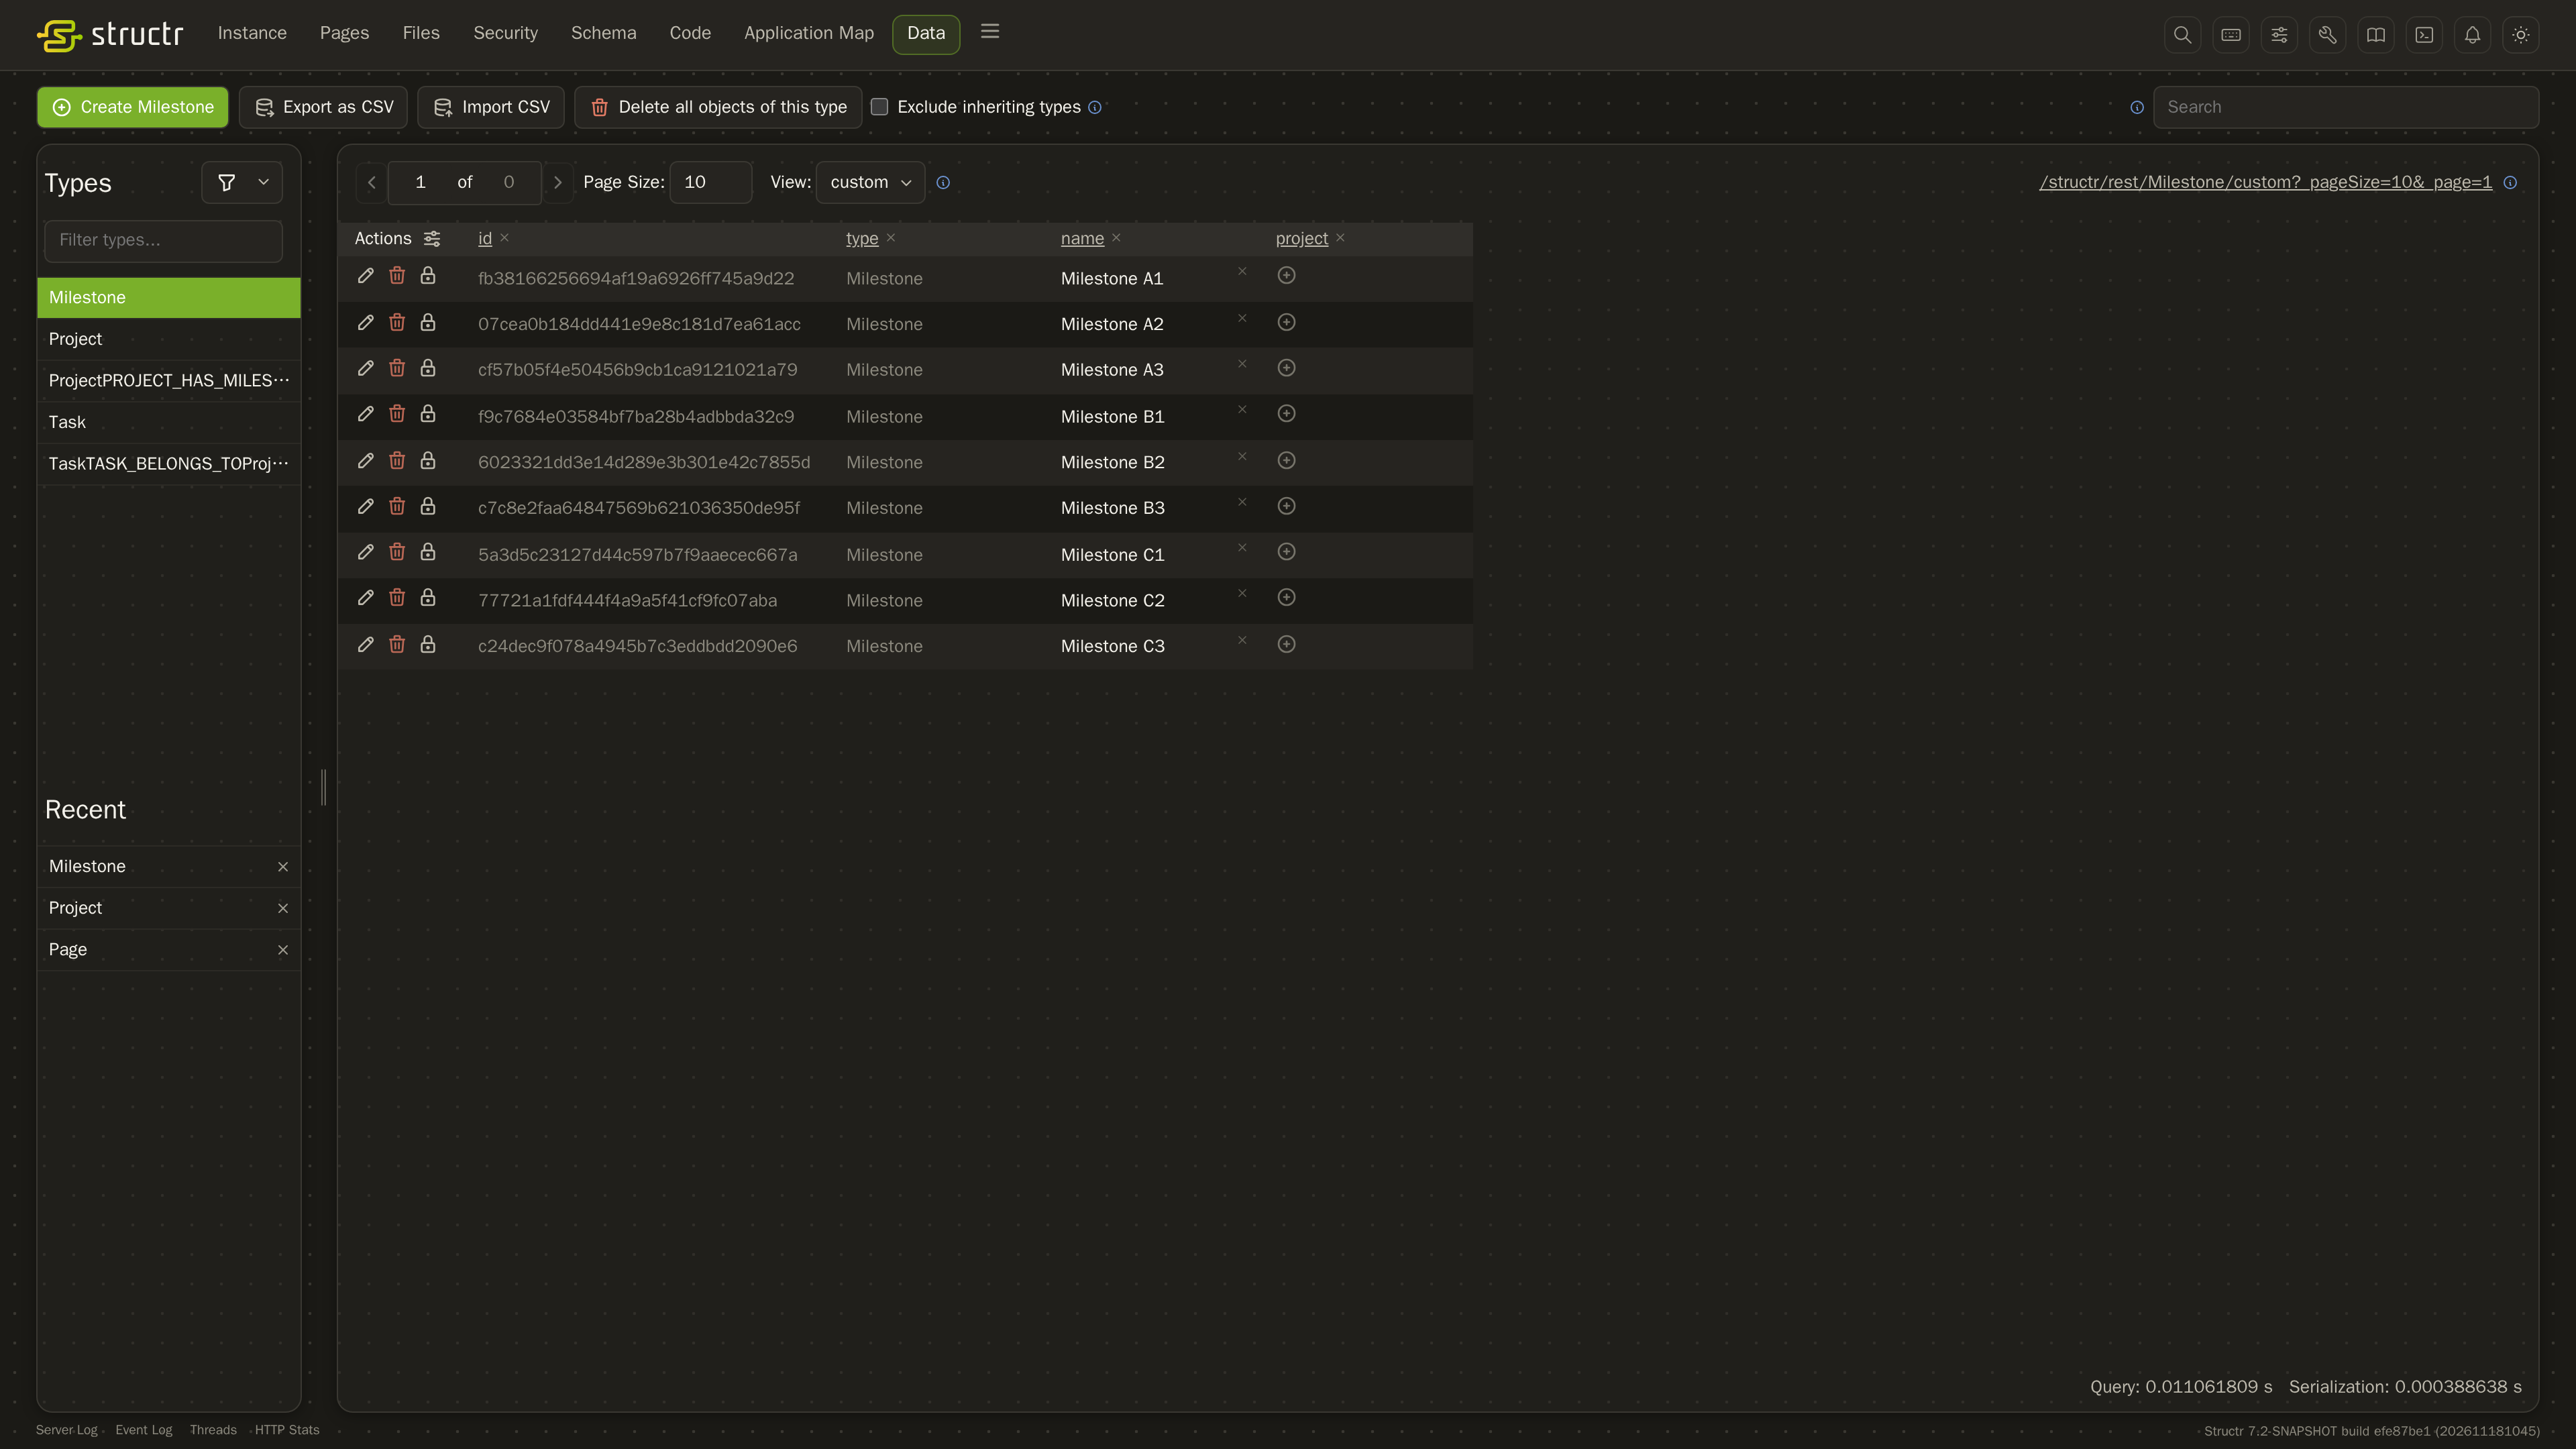 structr Instance Pages Files Security Schema Code Application Map Data
Create Milestone Export as CSV Import CSV Delete all objects of this type Exclude inheriting types Search
Types
Filter types...
Milestone
Project
ProjectPROJECT_HAS_MILES···
Task
TaskTASK_BELONGS_TOProj···
Recent
Milestone
Project
Page
1 of 0 Page Size: 10 View: custom /structr/rest/Milestone/custom?_pageSize=10&_page=1
Actions id type name project
fb38166256694af19a6926ff745a9d22 Milestone Milestone A1
07cea0b184dd441e9e8c181d7ea61acc Milestone Milestone A2
cf57b05f4e50456b9cb1ca9121021a79 Milestone Milestone A3
f9c7684e03584bf7ba28b4adbbda32c9 Milestone Milestone B1
6023321dd3e14d289e3b301e42c7855d Milestone Milestone B2
c7c8e2faa64847569b621036350de95f Milestone Milestone B3
5a3d5c23127d44c597b7f9aaecec667a Milestone Milestone C1
77721a1fdf444f4a9a5f41cf9fc07aba Milestone Milestone C2
c24dec9f078a4945b7c3eddbdd2090e6 Milestone Milestone C3
Query: 0.011061809 s Serialization: 0.000388638 s
Server Log Event Log Threads HTTP Stats Structr 7.2-SNAPSHOT build efe87be1 (202611181045)